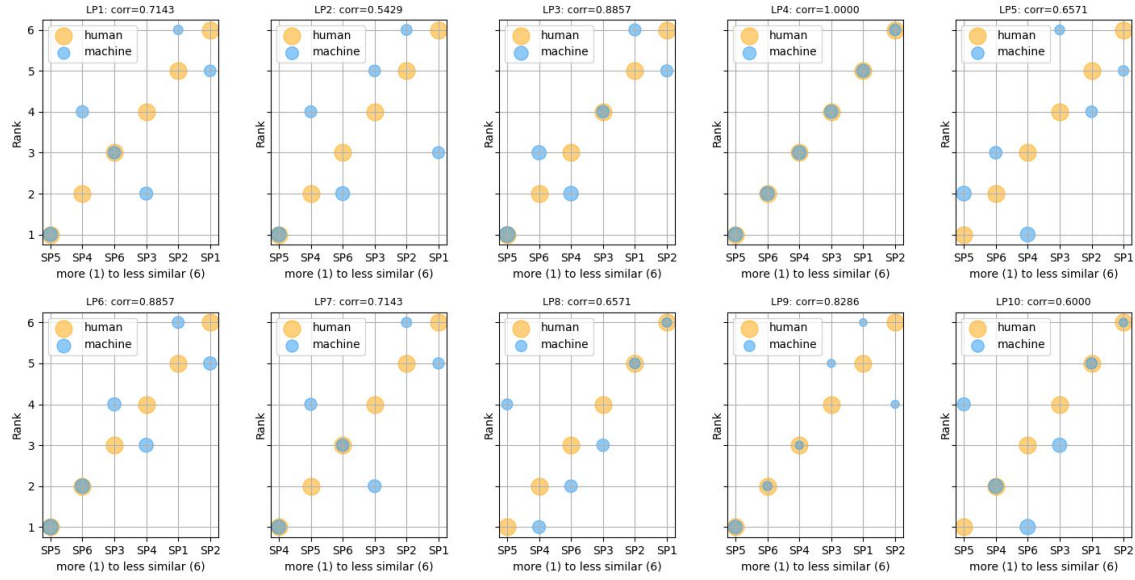 LP1: corr=0.7143
human
machine
Rank
6
5
4
3
2
1
SP5 SP4 SP6 SP3 SP2 SP1
more (1) to less similar (6)
LP2: corr=0.5429
human
machine
Rank
SP5 SP4 SP6 SP3 SP2 SP1
more (1) to less similar (6)
LP3: corr=0.8857
human
machine
Rank
SP5 SP6 SP4 SP3 SP1 SP2
more (1) to less similar (6)
LP4: corr=1.0000
human
machine
Rank
SP5 SP6 SP4 SP3 SP1 SP2
more (1) to less similar (6)
LP5: corr=0.6571
human
machine
Rank
SP5 SP6 SP4 SP3 SP2 SP1
more (1) to less similar (6)
LP6: corr=0.8857
human
machine
Rank
6
5
4
3
2
1
SP5 SP6 SP3 SP4 SP1 SP2
more (1) to less similar (6)
LP7: corr=0.7143
human
machine
Rank
SP4 SP5 SP6 SP3 SP2 SP1
more (1) to less similar (6)
LP8: corr=0.6571
human
machine
Rank
SP5 SP4 SP6 SP3 SP2 SP1
more (1) to less similar (6)
LP9: corr=0.8286
human
machine
Rank
SP5 SP6 SP4 SP3 SP1 SP2
more (1) to less similar (6)
LP10: corr=0.6000
human
machine
Rank
SP5 SP4 SP6 SP3 SP1 SP2
more (1) to less similar (6)